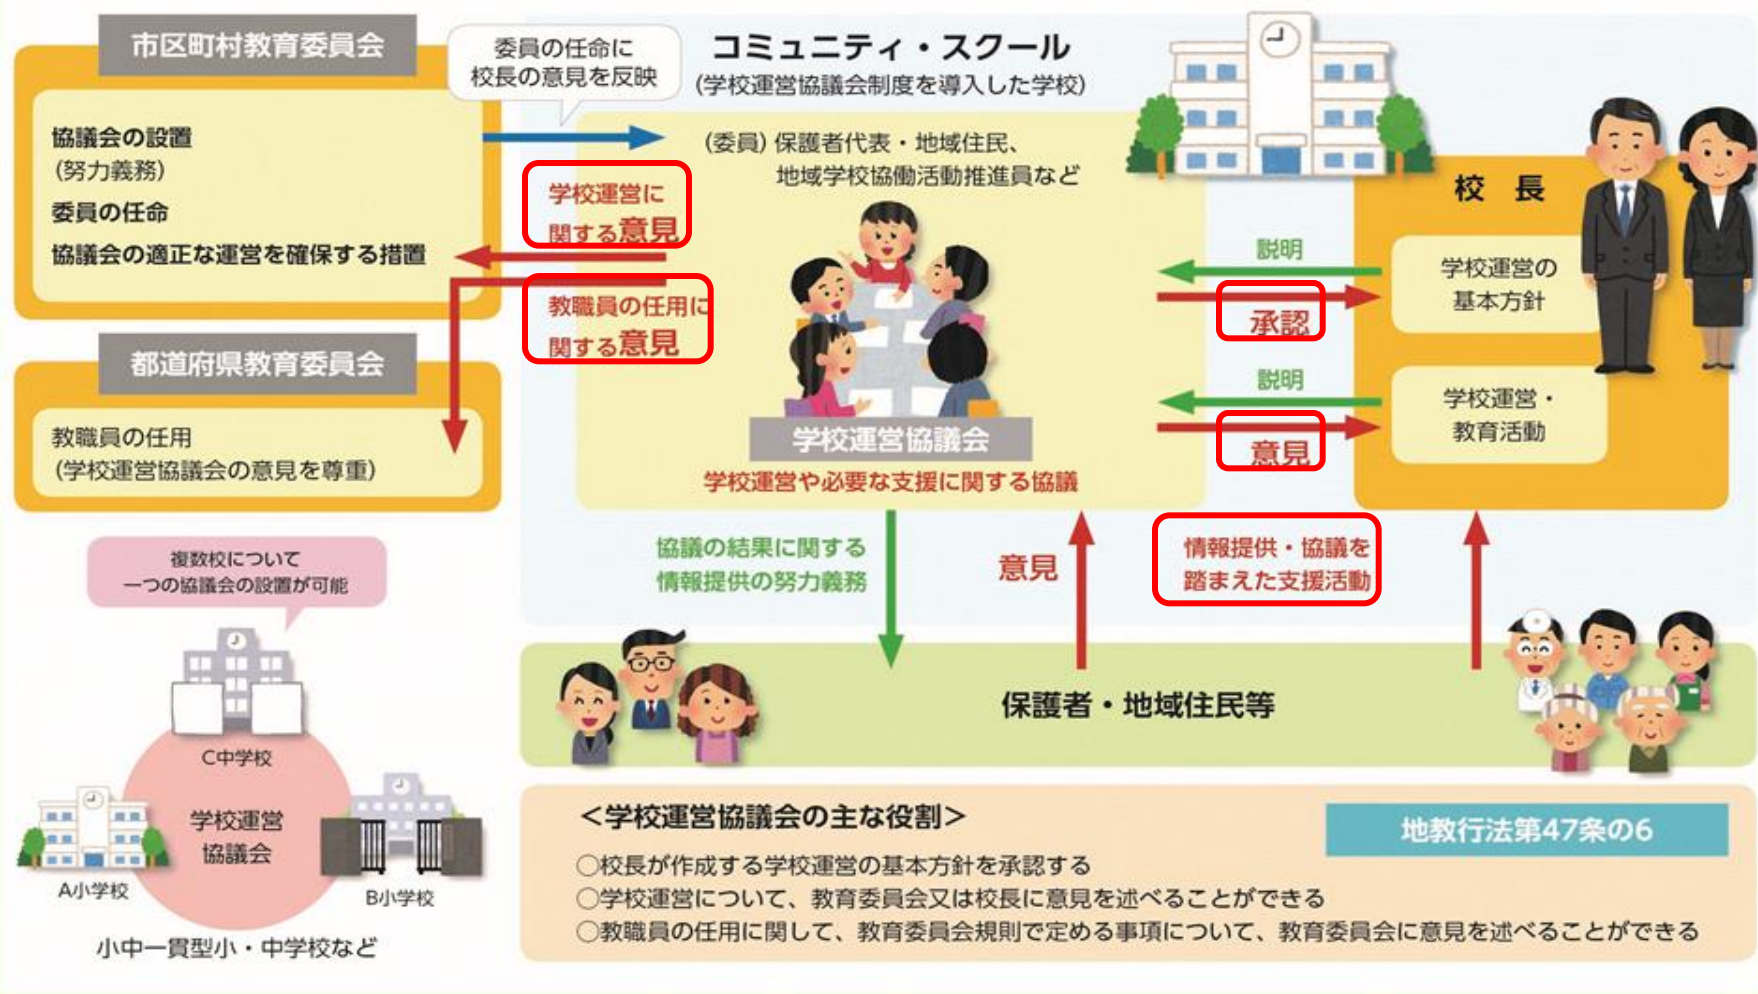 市区町村教育委員会
協議会の設置
(努力義務)
委員の任命
協議会の適正な運営を確保する措置
委員の任命に
校長の意見を反映
コミュニティ・スクール
(学校運営協議会制度を導入した学校)
(委員) 保護者代表・地域住民、
地域学校協働活動推進員など
学校運営に
関する意見
教職員の任用に
関する意見
都道府県教育委員会
教職員の任用
(学校運営協議会の意見を尊重)
学校運営協議会
学校運営や必要な支援に関する協議
校 長
説明
承認
学校運営の
基本方針
説明
意見
学校運営・
教育活動
協議の結果に関する
情報提供の努力義務
意見
情報提供・協議を
踏まえた支援活動
保護者・地域住民等
複数校について
一つの協議会の設置が可能
C中学校
学校運営
協議会
A小学校
B小学校
小中一貫型小・中学校など
＜学校運営協議会の主な役割＞
地教行法第47条の6
○校長が作成する学校運営の基本方針を承認する
○学校運営について、教育委員会又は校長に意見を述べることができる
○教職員の任用に関して、教育委員会規則で定める事項について、教育委員会に意見を述べることができる